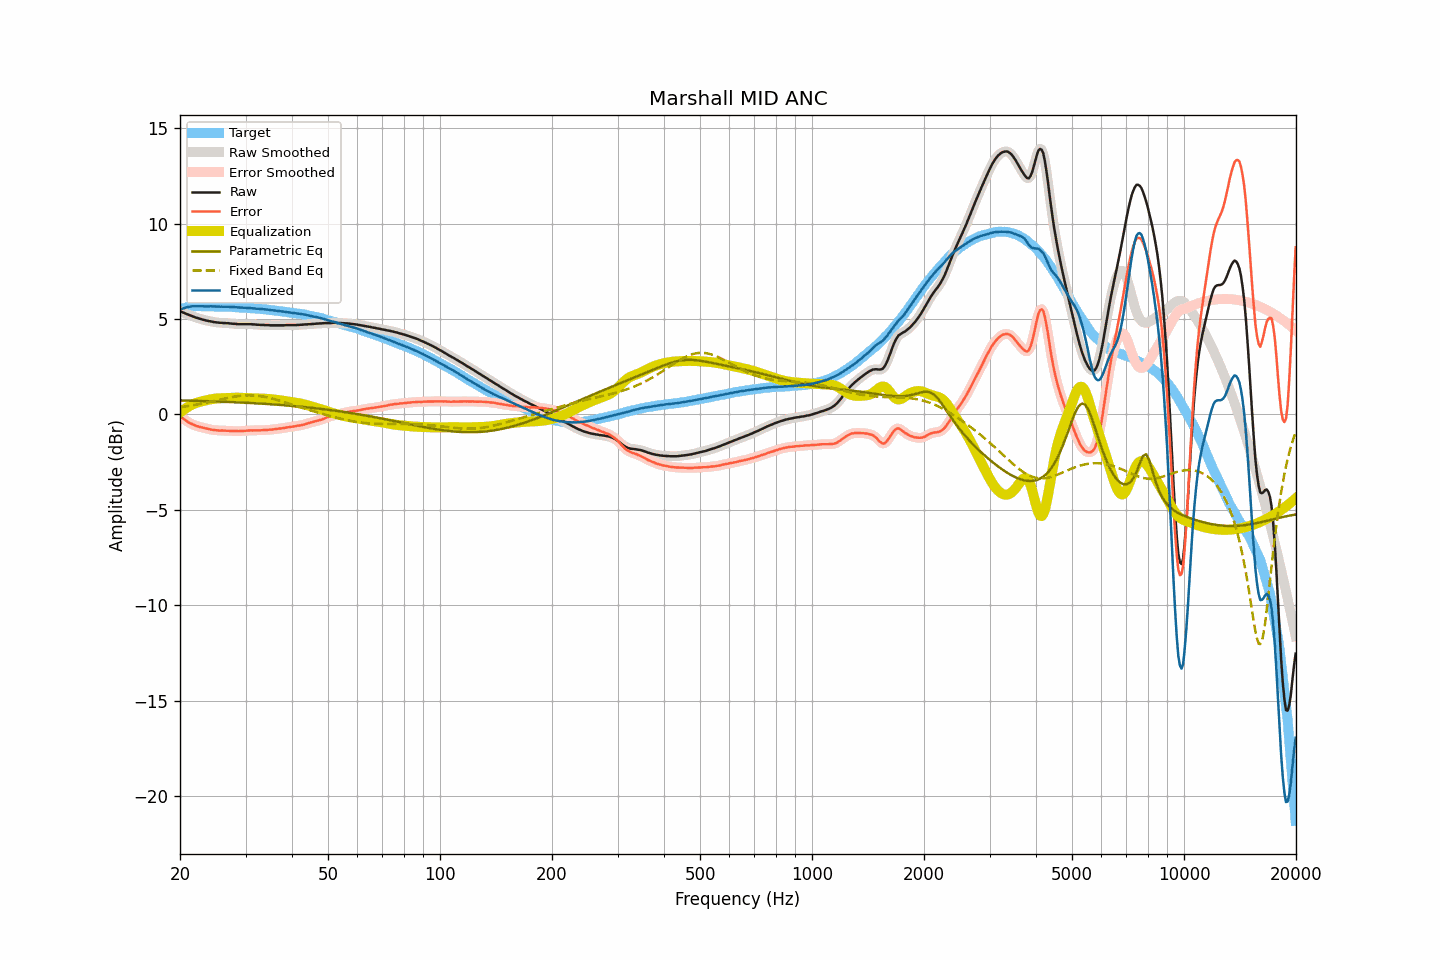 Marshall MID ANC
Target
Raw Smoothed
Error Smoothed
Raw
Error
Equalization
Parametric Eq
Fixed Band Eq
Equalized
15
10
5
0
−5
−10
−15
−20
Amplitude (dBr)
20
50
100
200
500
1000
2000
5000
10000
20000
Frequency (Hz)